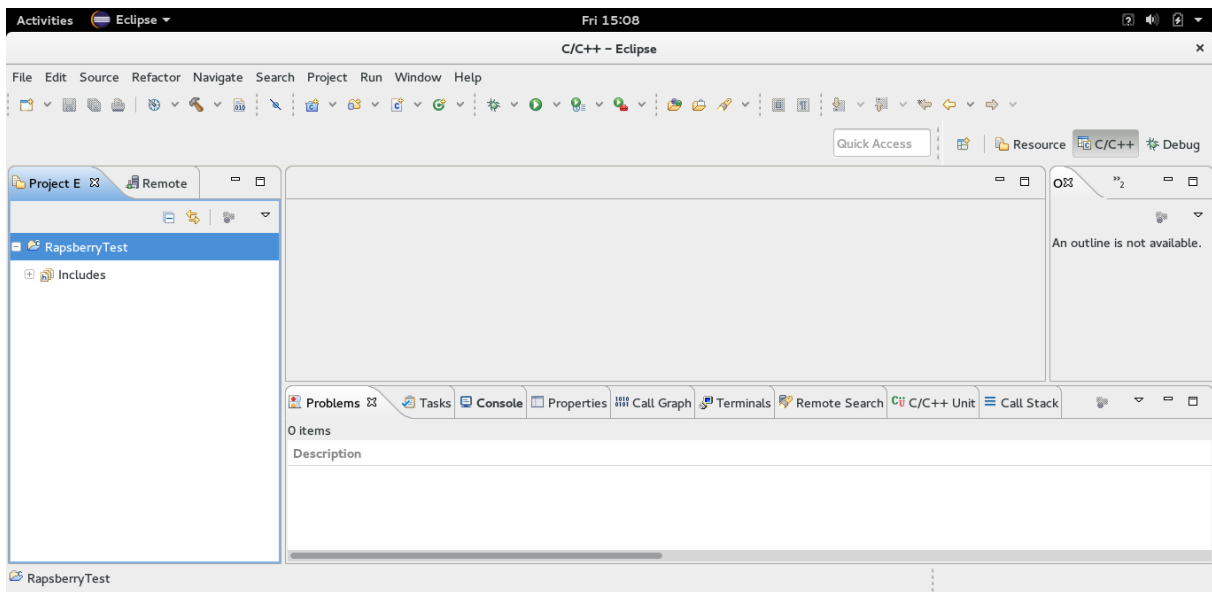 Activities Eclipse Fri 15:08
C/C++ – Eclipse
File Edit Source Refactor Navigate Search Project Run Window Help
Quick Access Resource C/C++ Debug
Project E Remote O »2
RapsberryTest An outline is not available.
Includes
Problems Tasks Console Properties Call Graph Terminals Remote Search C/C++ Unit Call Stack
0 items
Description
RapsberryTest